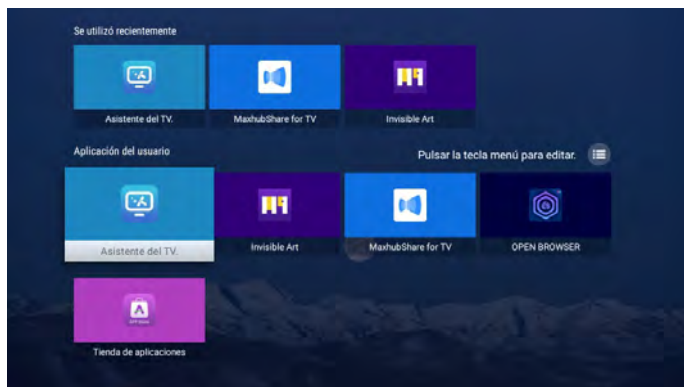 Se utilizó recientemente
Asistente del TV.
MaxhubShare for TV
Invisible Art
Aplicación del usuario
Pulsar la tecla menú para editar.
Asistente del TV.
Invisible Art
MaxhubShare for TV
OPEN BROWSER
Tienda de aplicaciones